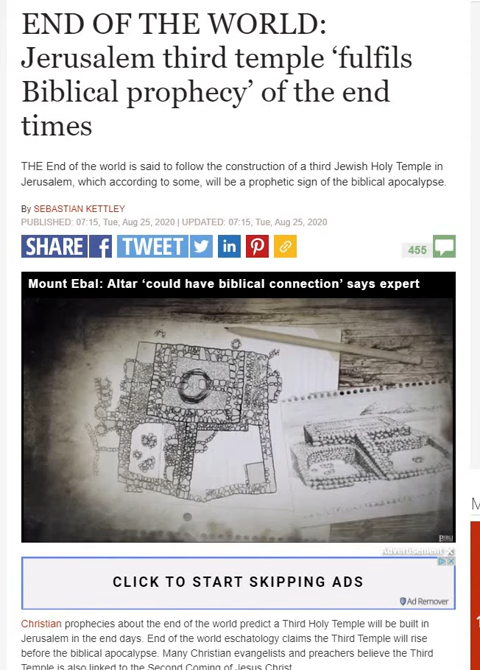 END OF THE WORLD:
Jerusalem third temple ‘fulfils
Biblical prophecy’ of the end
times
THE End of the world is said to follow the construction of a third Jewish Holy Temple in
Jerusalem, which according to some, will be a prophetic sign of the biblical apocalypse.
By SEBASTIAN KETTLEY
PUBLISHED: 07:15, Tue, Aug 25, 2020 | UPDATED: 07:15, Tue, Aug 25, 2020
SHARE f TWEET in
455
Mount Ebal: Altar ‘could have biblical connection’ says expert
Advertisement X
CLICK TO START SKIPPING ADS
Ad Remover
Christian prophecies about the end of the world predict a Third Holy Temple will be built in
Jerusalem in the end days. End of the world eschatology claims the Third Temple will rise
before the biblical apocalypse. Many Christian evangelists and preachers believe the Third
Temple is also linked to the Second Coming of Jesus Christ